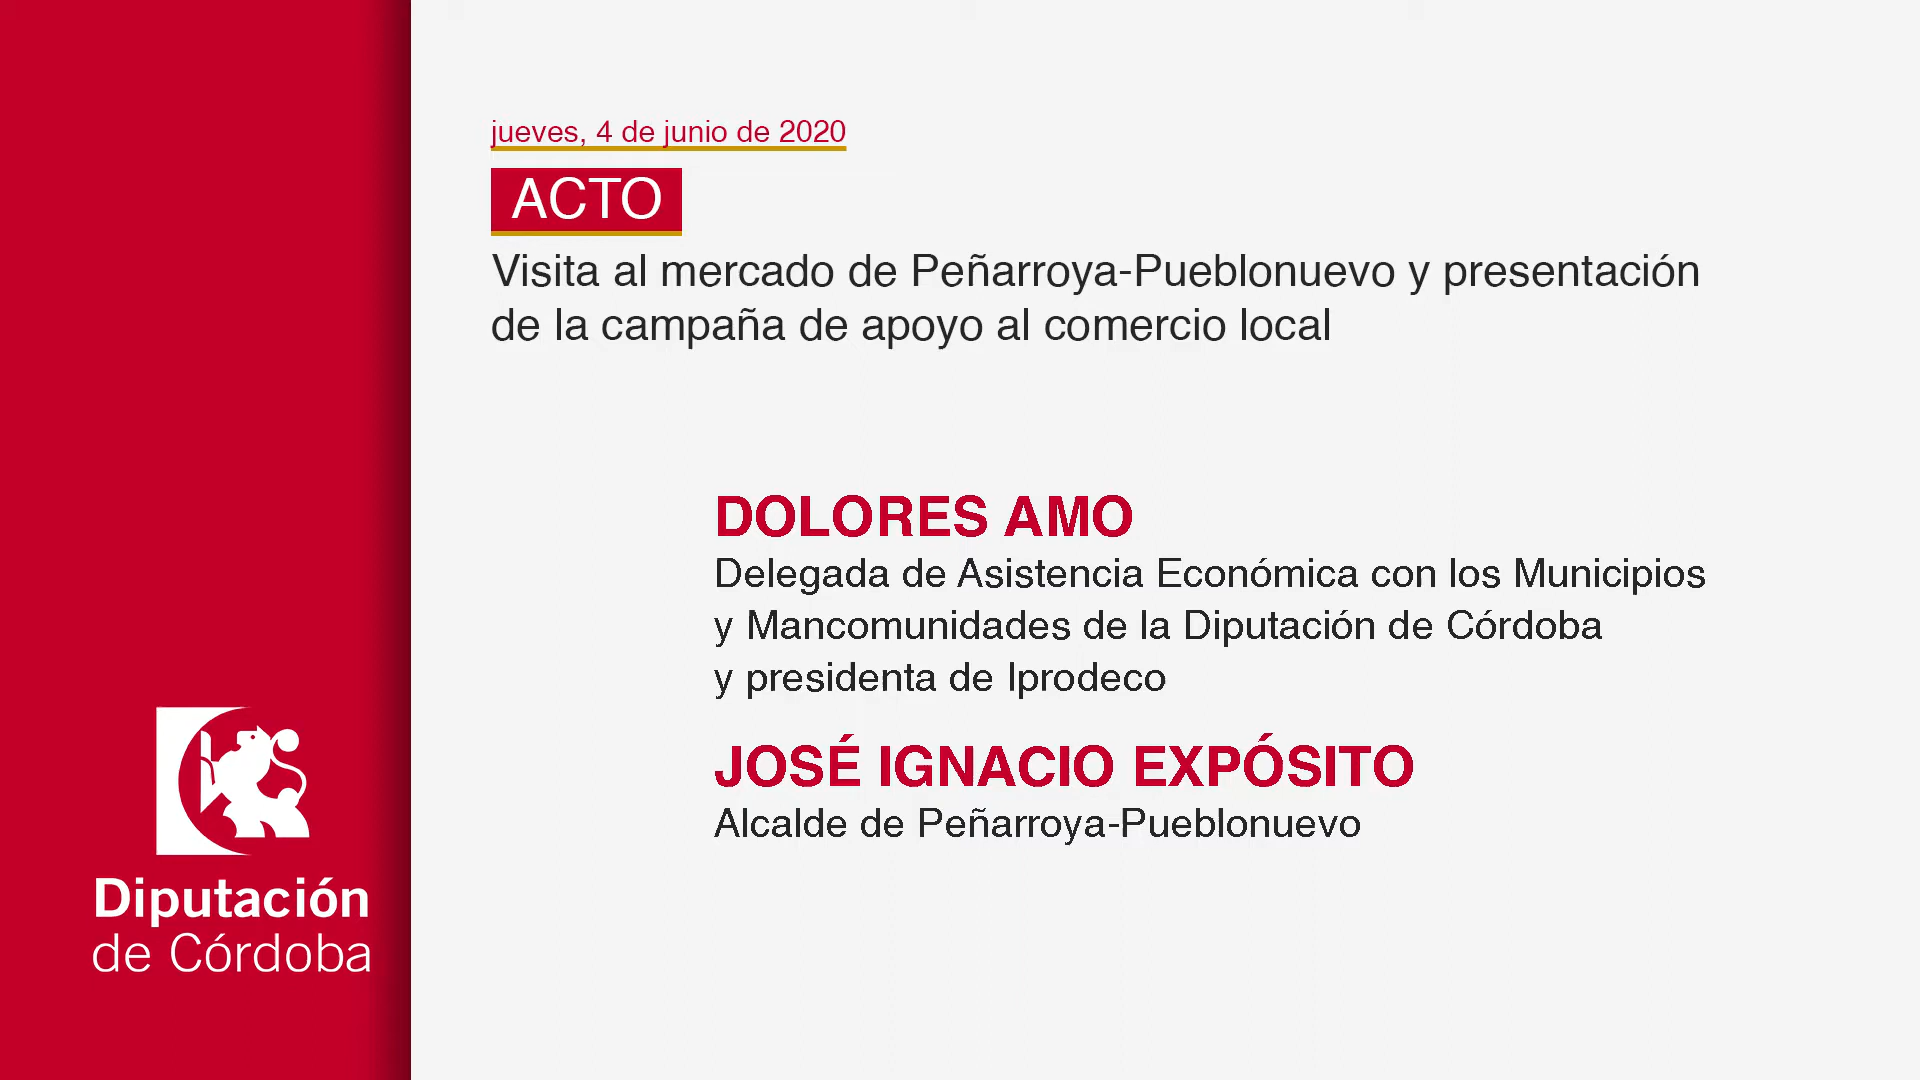 jueves, 4 de junio de 2020
ACTO
Visita al mercado de Peñarroya-Pueblonuevo y presentación
de la campaña de apoyo al comercio local
DOLORES AMO
Delegada de Asistencia Económica con los Municipios
y Mancomunidades de la Diputación de Córdoba
y presidenta de Iprodeco
JOSÉ IGNACIO EXPÓSITO
Alcalde de Peñarroya-Pueblonuevo
Diputación
de Córdoba